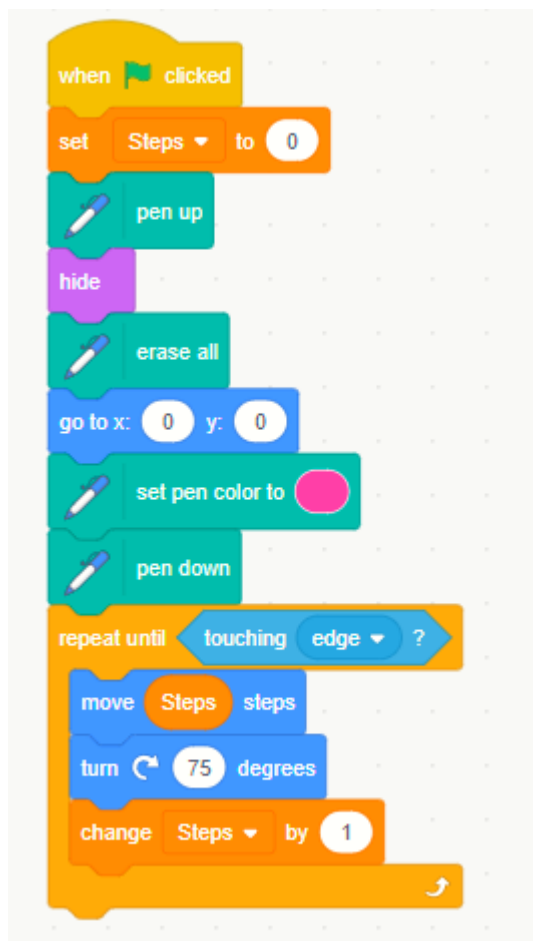 when clicked
set Steps to 0
pen up
hide
erase all
go to x: 0 y: 0
set pen color to
pen down
repeat until touching edge ?
move Steps steps
turn 75 degrees
change Steps by 1